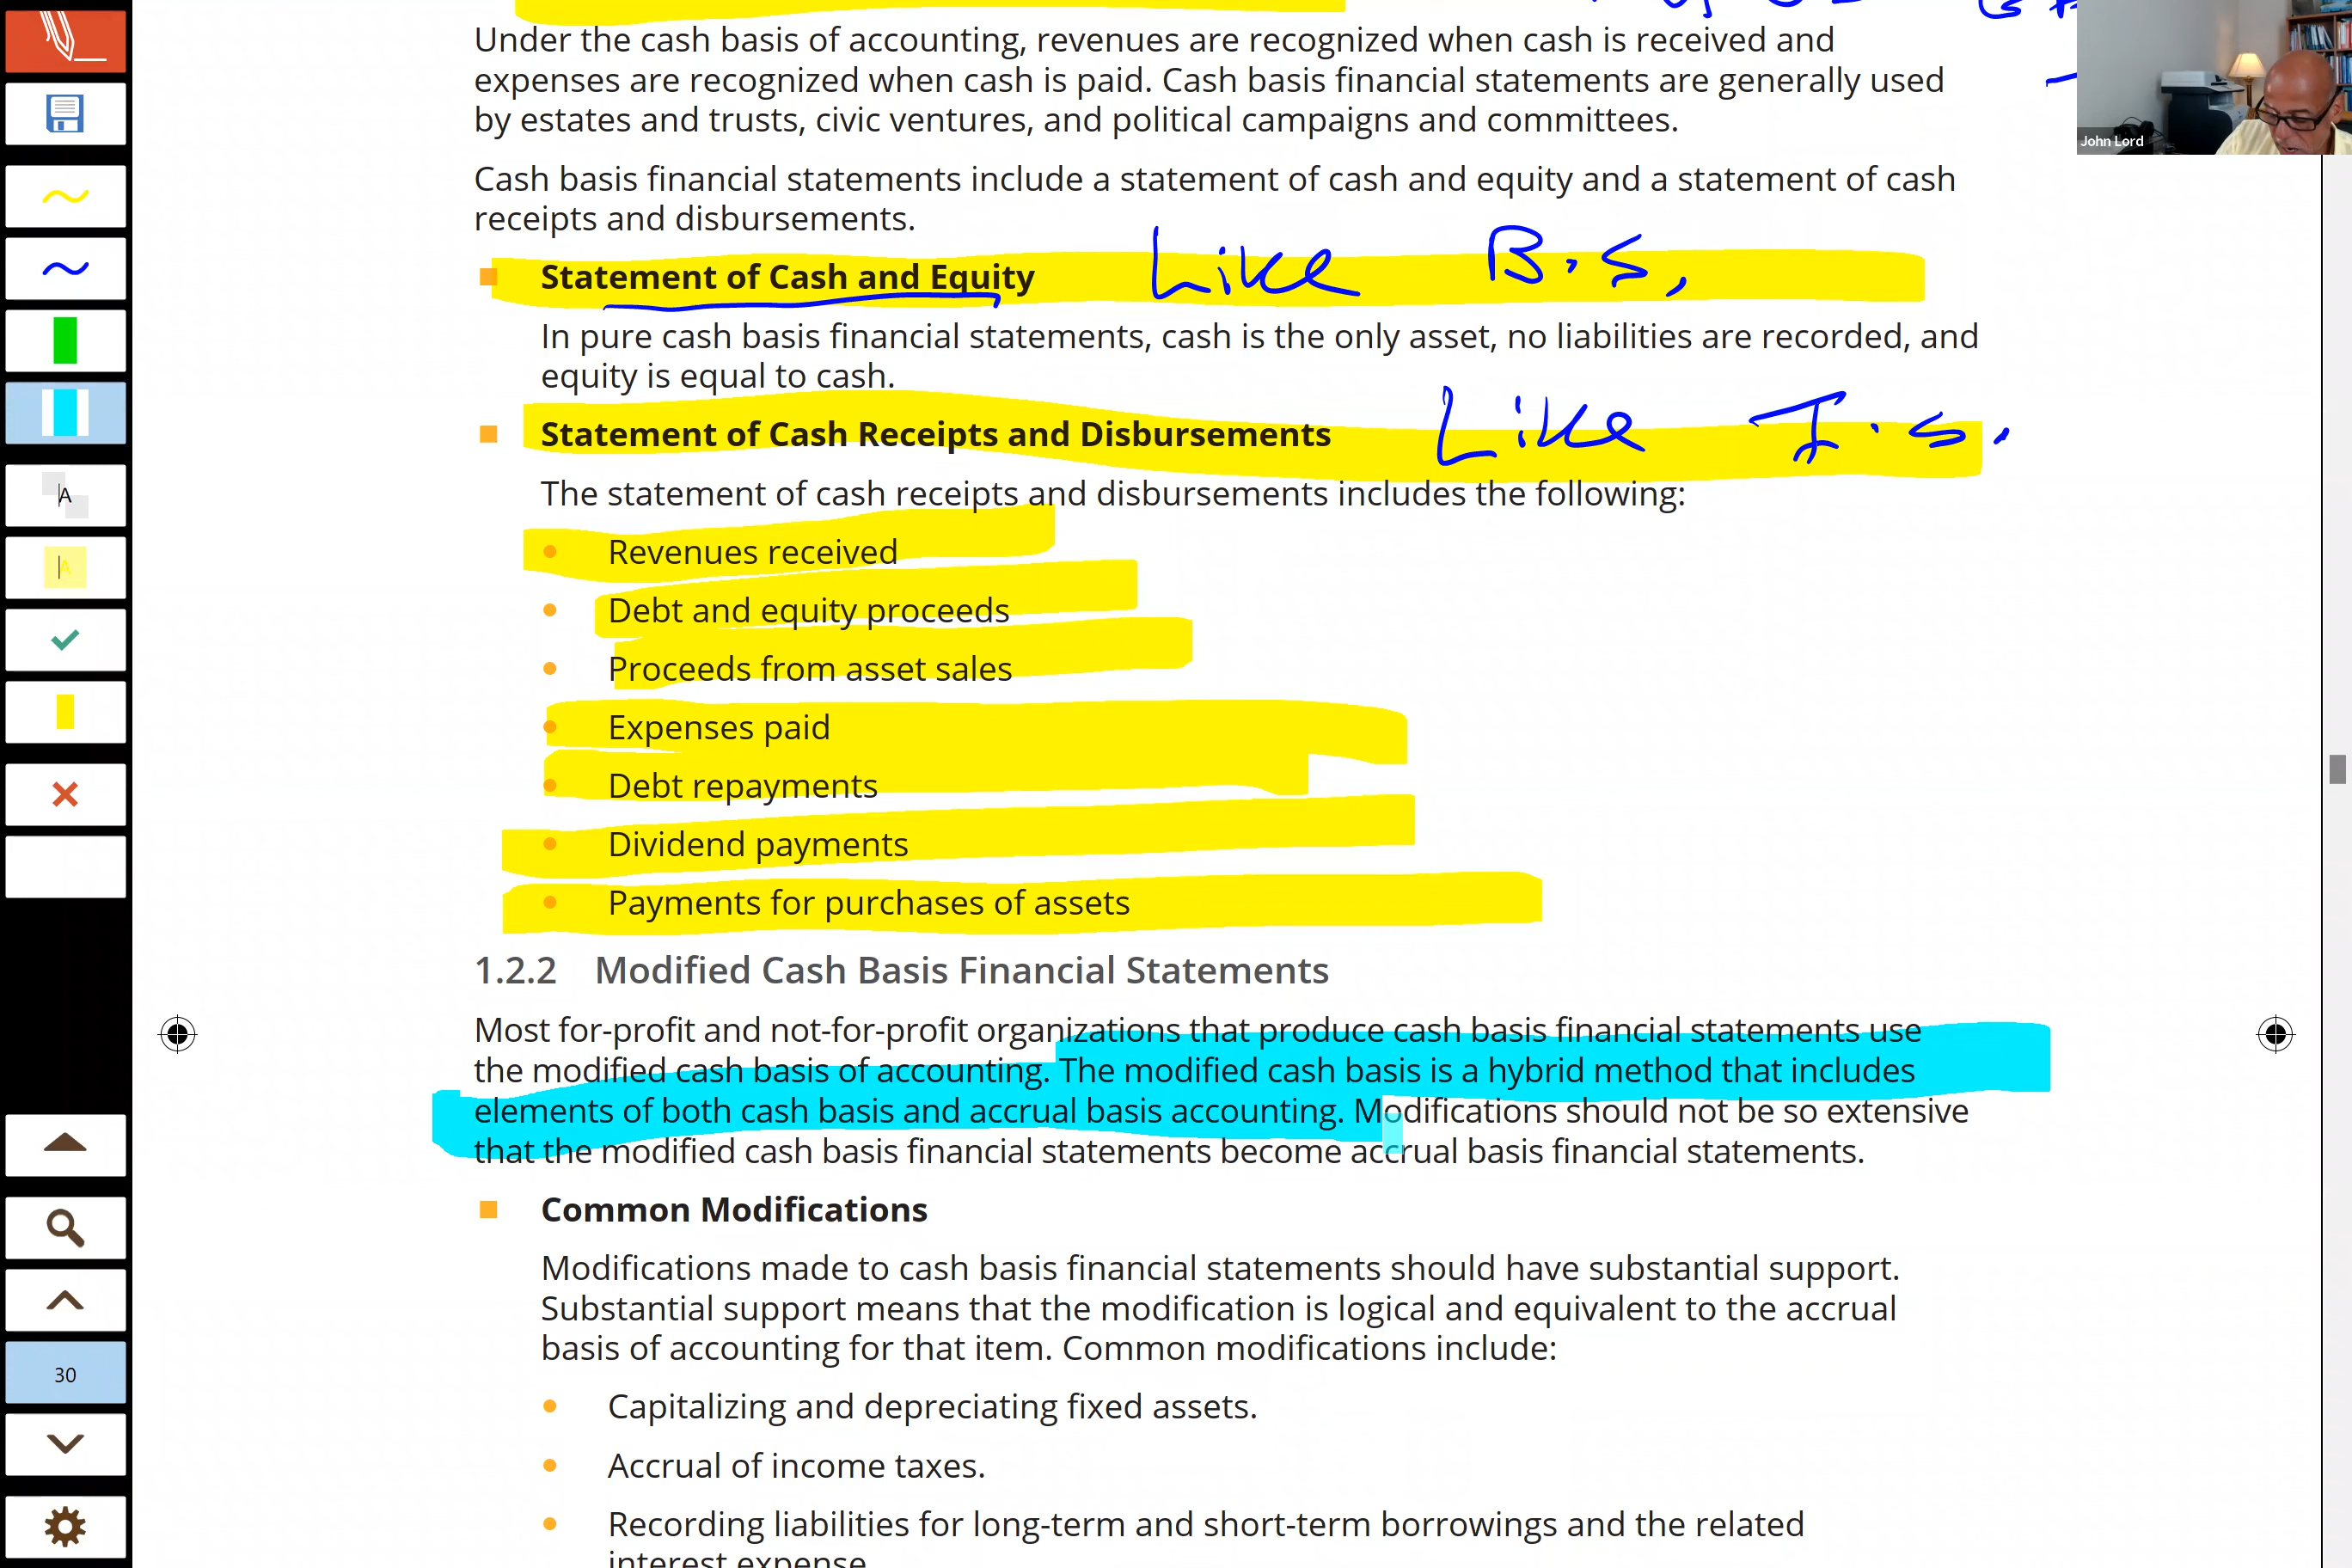 Under the cash basis of accounting, revenues are recognized when cash is received and
expenses are recognized when cash is paid. Cash basis financial statements are generally used
by estates and trusts, civic ventures, and political campaigns and committees.
John Lord
Cash basis financial statements include a statement of cash and equity and a statement of cash
receipts and disbursements.
Statement of Cash and Equity Like B.S.
In pure cash basis financial statements, cash is the only asset, no liabilities are recorded, and
equity is equal to cash.
Statement of Cash Receipts and Disbursements Like I.S.
The statement of cash receipts and disbursements includes the following:
Revenues received
Debt and equity proceeds
Proceeds from asset sales
Expenses paid
Debt repayments
Dividend payments
Payments for purchases of assets
1.2.2 Modified Cash Basis Financial Statements
Most for-profit and not-for-profit organizations that produce cash basis financial statements use
the modified cash basis of accounting. The modified cash basis is a hybrid method that includes
elements of both cash basis and accrual basis accounting. Modifications should not be so extensive
that the modified cash basis financial statements become accrual basis financial statements.
Common Modifications
Modifications made to cash basis financial statements should have substantial support.
Substantial support means that the modification is logical and equivalent to the accrual
basis of accounting for that item. Common modifications include:
Capitalizing and depreciating fixed assets.
Accrual of income taxes.
Recording liabilities for long-term and short-term borrowings and the related
interest expense
A
A
30